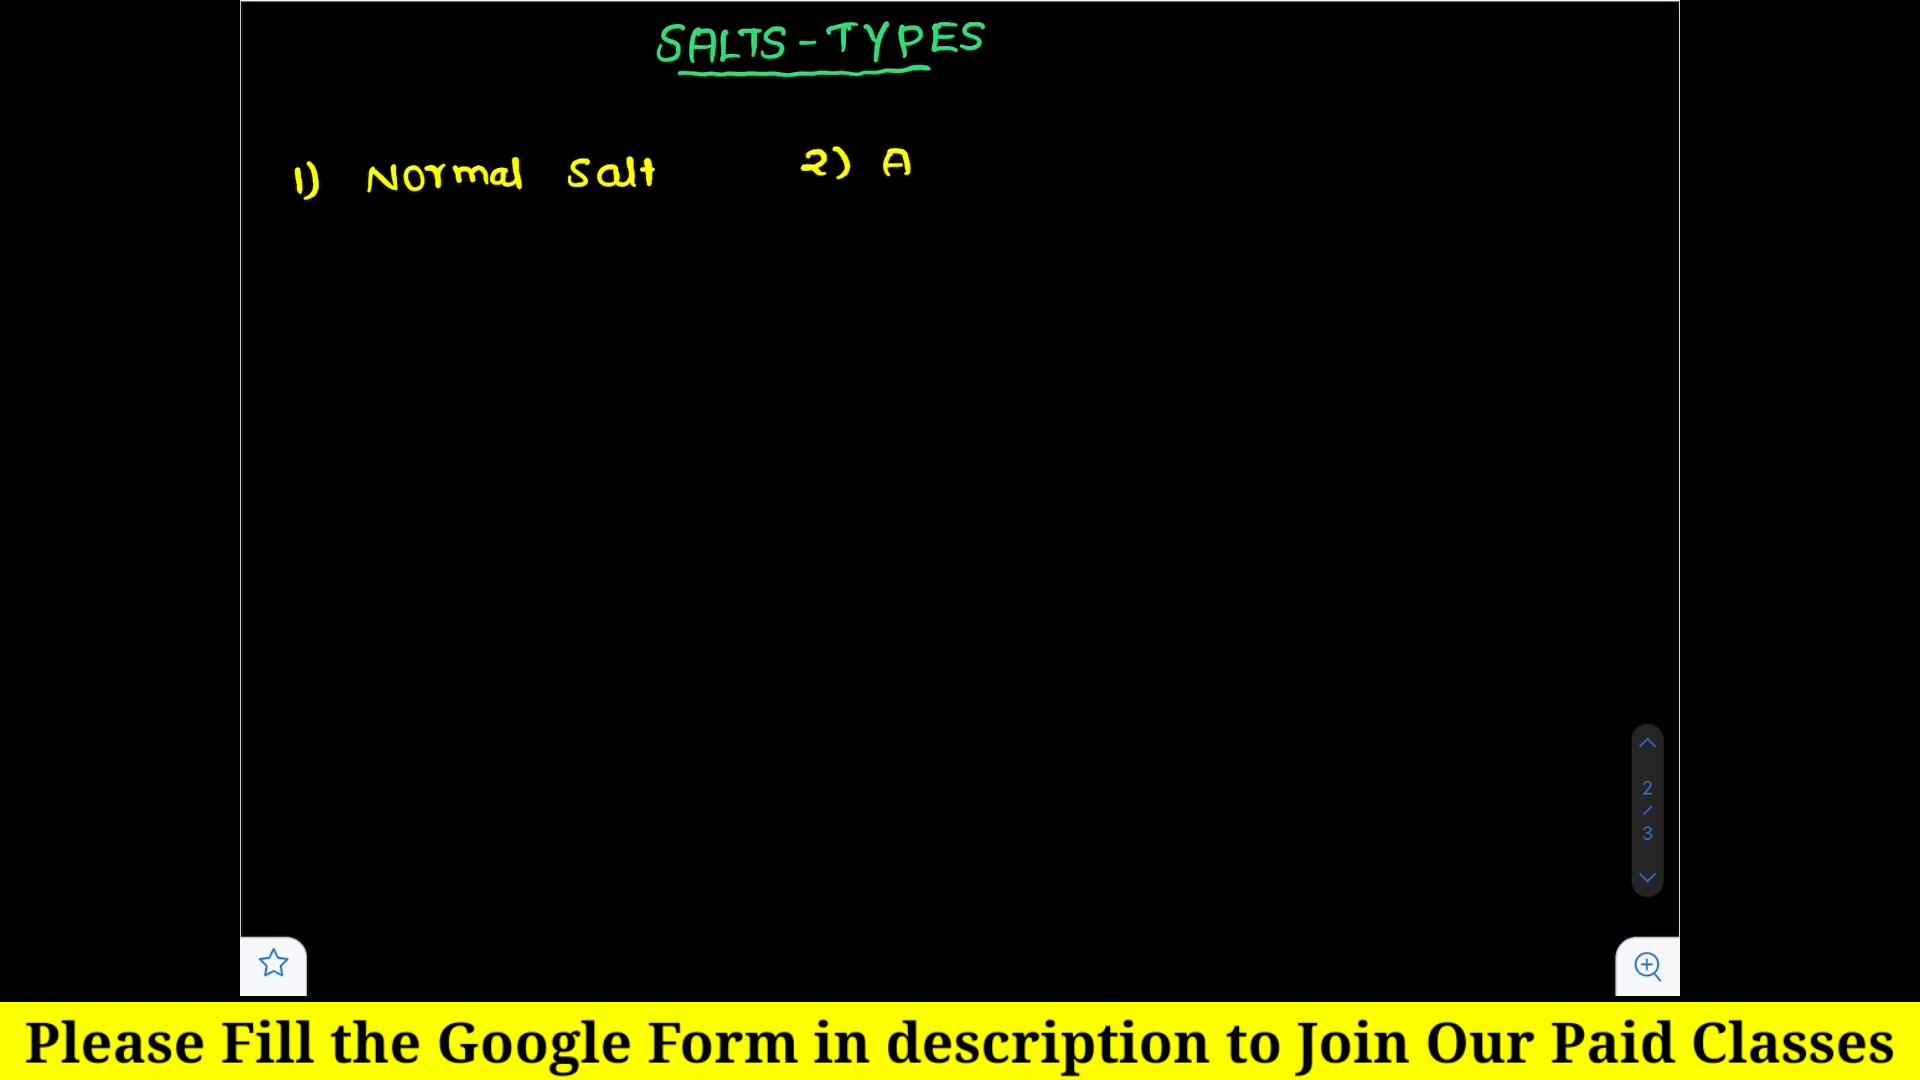 SALTS - TYPES
1) Normal Salt 2) A
2
/
3
Please Fill the Google Form in description to Join Our Paid Classes